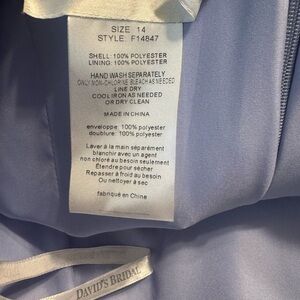 SIZE 14
STYLE: F14847
SHELL: 100% POLYESTER
LINING: 100% POLYESTER
HAND WASH SEPARATELY
ONLY NON-CHLORINE BLEACH AS NEEDED
LINE DRY
COOL IRON AS NEEDED
OR DRY CLEAN
MADE IN CHINA
enveloppe: 100% polyester
doublure: 100% polyester
Laver à la main séparément
blanchir avec un agent
non chloré au besoin seulement
Étendre pour sécher
Repasser à froid au besoin
Ou nettoyer à sec
fabriqué en Chine
DAVID'S BRIDAL